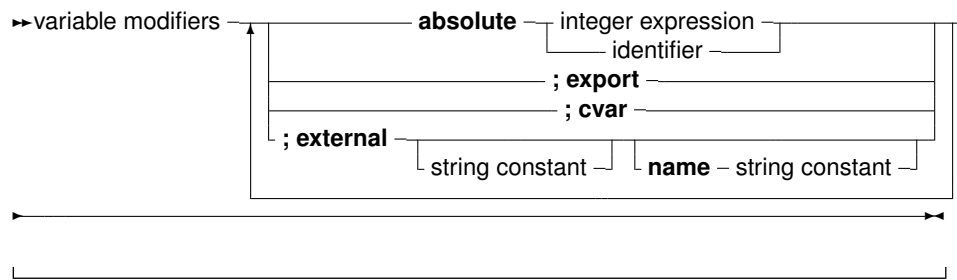 variable modifiers absolute integer expression
identifier
; export
; cvar
; external
string constant name string constant